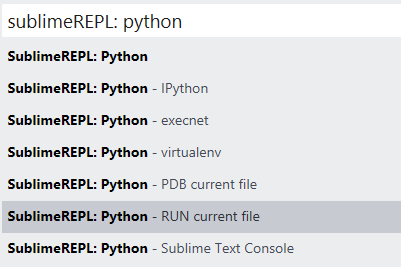 sublimeREPL: python
SublimeREPL: Python
SublimeREPL: Python - IPython
SublimeREPL: Python - execnet
SublimeREPL: Python - virtualenv
SublimeREPL: Python - PDB current file
SublimeREPL: Python - RUN current file
SublimeREPL: Python - Sublime Text Console